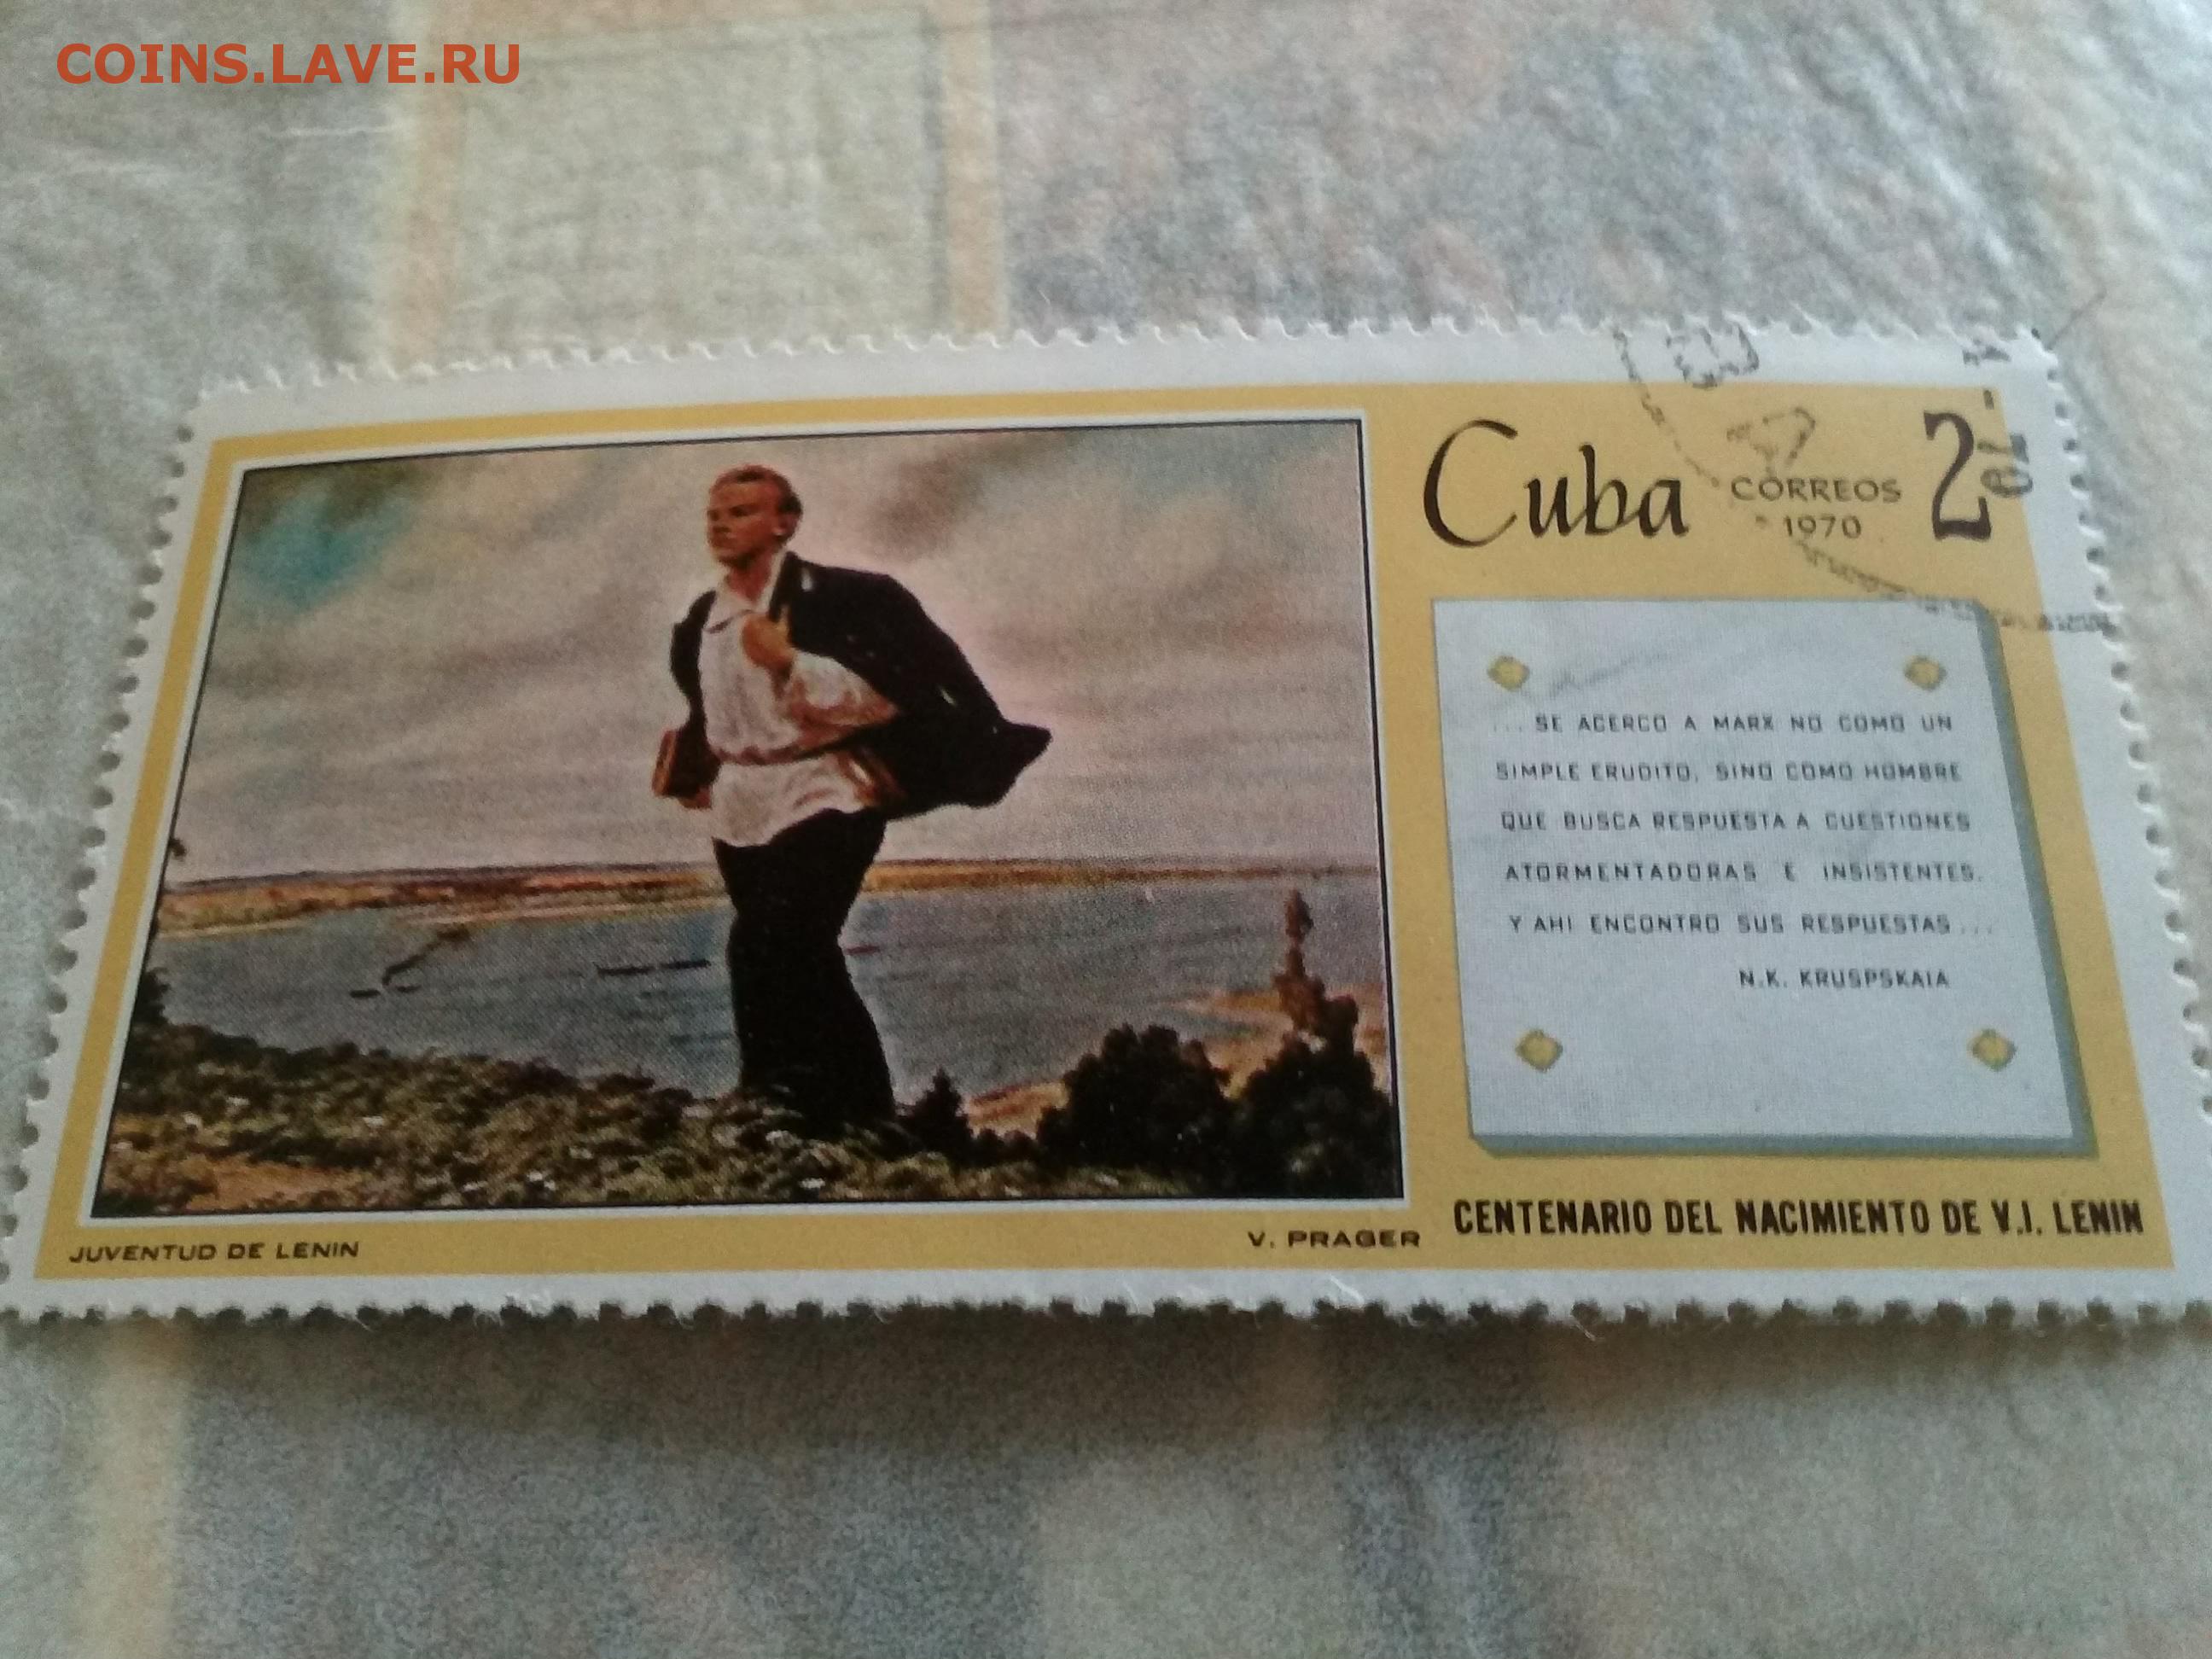 COINS.LAVE.RU
Cuba CORREOS 2
1970
... SE ACERCO A MARX NO COMO UN
SIMPLE ERUDITO, SINO COMO HOMBRE
QUE BUSCA RESPUESTA A CUESTIONES
ATORMENTADORAS E INSISTENTES.
Y AHI ENCONTRO SUS RESPUESTAS...
N.K. KRUSPSKAIA
CENTENARIO DEL NACIMIENTO DE V.I. LENIN
JUVENTUD DE LENIN
V. PRAGER